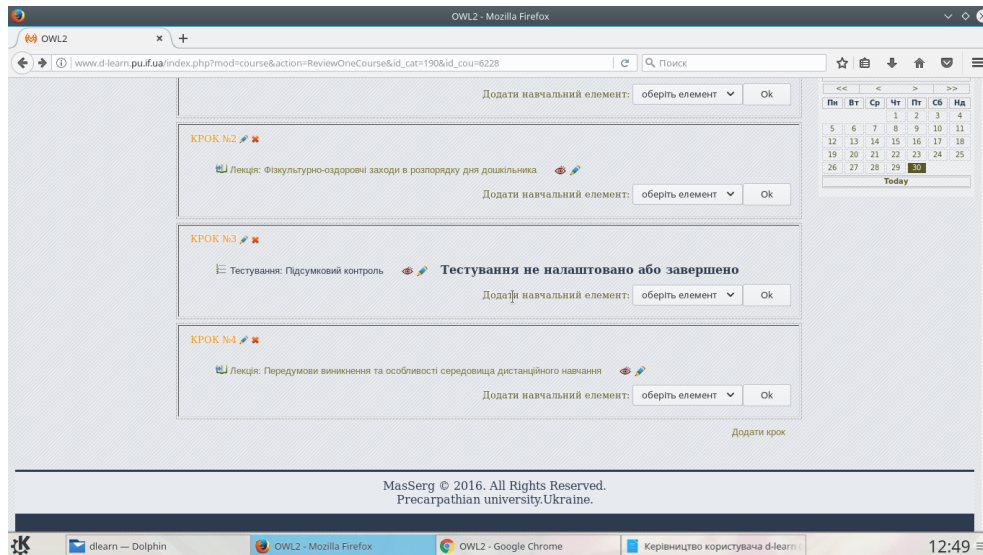 OWL2 - Mozilla Firefox
OWL2
www.d-learn.pu.if.ua/index.php?mod=course&action=ReviewOneCourse&id_cat=190&id_cou=6228
Поиск
Додати навчальний елемент: оберіть елемент Ok
<< < > >>
Пн Вт Ср Чт Пт Сб Нд
1 2 3 4
5 6 7 8 9 10 11
12 13 14 15 16 17 18
19 20 21 22 23 24 25
26 27 28 29 30
Today
КРОК №2
Лекція: Фізкультурно-оздоровчі заходи в розпорядку дня дошкільника
Додати навчальний елемент: оберіть елемент Ok
КРОК №3
Тестування: Підсумковий контроль Тестування не налаштовано або завершено
Додати навчальний елемент: оберіть елемент Ok
КРОК №4
Лекція: Передумови виникнення та особливості середовища дистанційного навчання
Додати навчальний елемент: оберіть елемент Ok
Додати крок
MasSerg © 2016. All Rights Reserved.
Precarpathian university.Ukraine.
dlearn — Dolphin
OWL2 - Mozilla Firefox
OWL2 - Google Chrome
Керівництво користувача d-learn
12:49